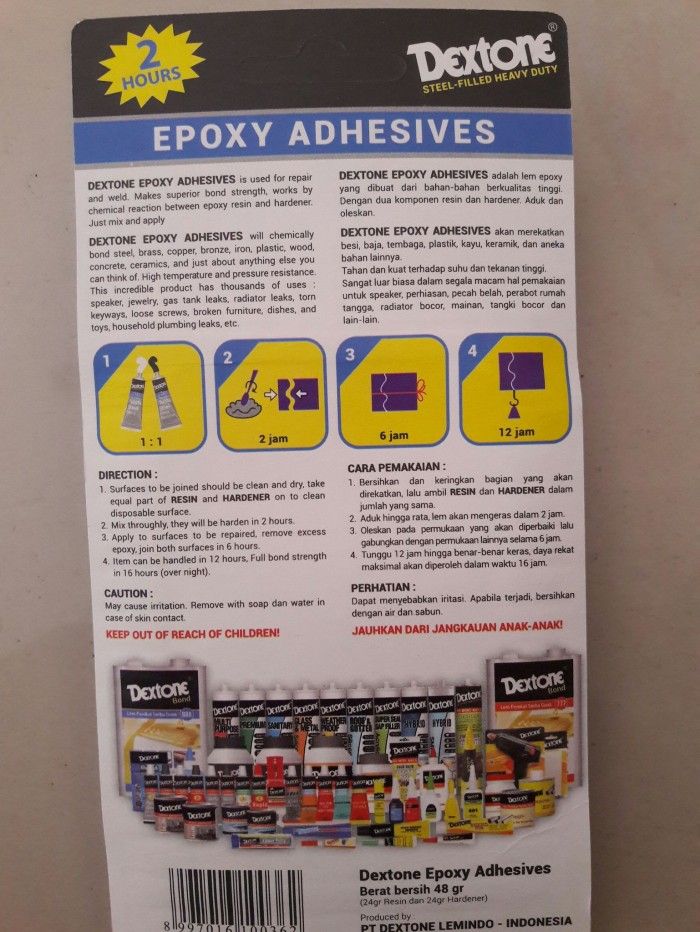 2
HOURS
DEXTONE®
STEEL-FILLED HEAVY DUTY
EPOXY ADHESIVES
DEXTONE EPOXY ADHESIVES is used for repair
and weld. Makes superior bond strength, works by
chemical reaction between epoxy resin and hardener.
Just mix and apply
DEXTONE EPOXY ADHESIVES will chemically
bond steel, brass, copper, bronze, iron, plastic, wood,
concrete, ceramics, and just about anything else you
can think of. High temperature and pressure resistance.
This incredible product has thousands of uses :
speaker, jewelry, gas tank leaks, radiator leaks, torn
keyways, loose screws, broken furniture, dishes, and
toys, household plumbing leaks, etc.
DEXTONE EPOXY ADHESIVES adalah lem epoxy
yang dibuat dari bahan-bahan berkualitas tinggi.
Dengan dua komponen resin dan hardener. Aduk dan
oleskan.
DEXTONE EPOXY ADHESIVES akan merekatkan
besi, baja, tembaga, plastik, kayu, keramik, dan aneka
bahan lainnya.
Tahan dan kuat terhadap suhu dan tekanan tinggi.
Sangat luar biasa dalam segala macam hal pemakaian
untuk speaker, perhiasan, pecah belah, perabot rumah
tangga, radiator bocor, mainan, tangki bocor dan
lain-lain.
1
1 : 1
2
2 jam
3
6 jam
4
12 jam
DIRECTION :
1. Surfaces to be joined should be clean and dry, take
equal part of RESIN and HARDENER on to clean
disposable surface.
2. Mix throughly, they will be harden in 2 hours.
3. Apply to surfaces to be repaired, remove excess
epoxy, join both surfaces in 6 hours.
4. Item can be handled in 12 hours, Full bond strength
in 16 hours (over night).
CAUTION :
May cause irritation. Remove with soap dan water in
case of skin contact.
KEEP OUT OF REACH OF CHILDREN!
CARA PEMAKAIAN :
1. Bersihkan dan keringkan bagian yang akan
direkatkan, lalu ambil RESIN dan HARDENER dalam
jumlah yang sama.
2. Aduk hingga rata, lem akan mengeras dalam 2 jam.
3. Oleskan pada permukaan yang akan diperbaiki lalu
gabungkan dengan permukaan lainnya selama 6 jam.
4. Tunggu 12 jam hingga benar-benar keras, daya rekat
maksimal akan diperoleh dalam waktu 16 jam.
PERHATIAN :
Dapat menyebabkan iritasi. Apabila terjadi, bersihkan
dengan air dan sabun.
JAUHKAN DARI JANGKAUAN ANAK-ANAK!
DEXTONE
Bond
DEXTONE
Bond
MULTI PURPOSE
PREMIUM
SANITARY
GLASS & METAL
WEATHER PROOF
ROOF & GUTTER
HYBRID
HYBRID
Dextone Epoxy Adhesives
Berat bersih 48 gr
(24gr Resin dan 24gr Hardener)
Produced by
PT DEXTONE LEMINDO - INDONESIA
8 997016 100362